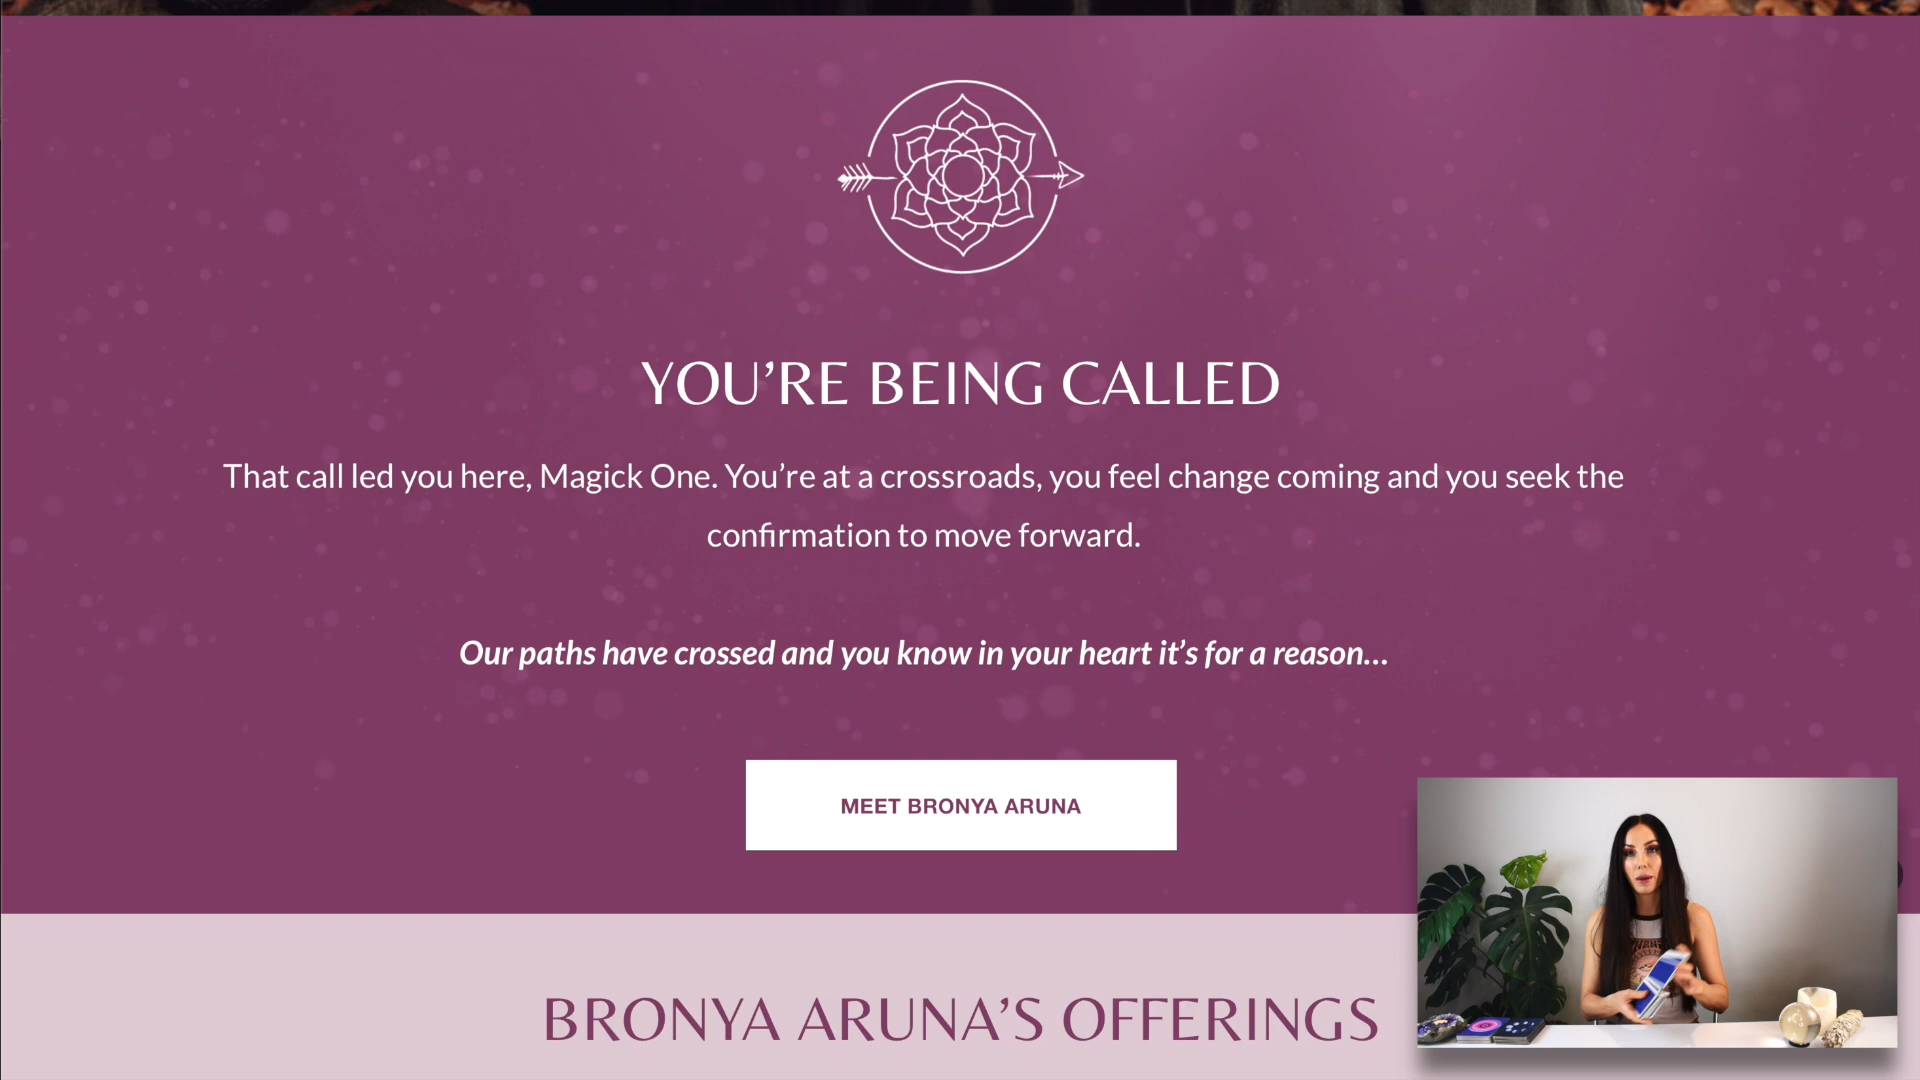 YOU’RE BEING CALLED
That call led you here, Magick One. You’re at a crossroads, you feel change coming and you seek the
confirmation to move forward.
Our paths have crossed and you know in your heart it’s for a reason...
MEET BRONYA ARUNA
BRONYA ARUNA’S OFFERINGS